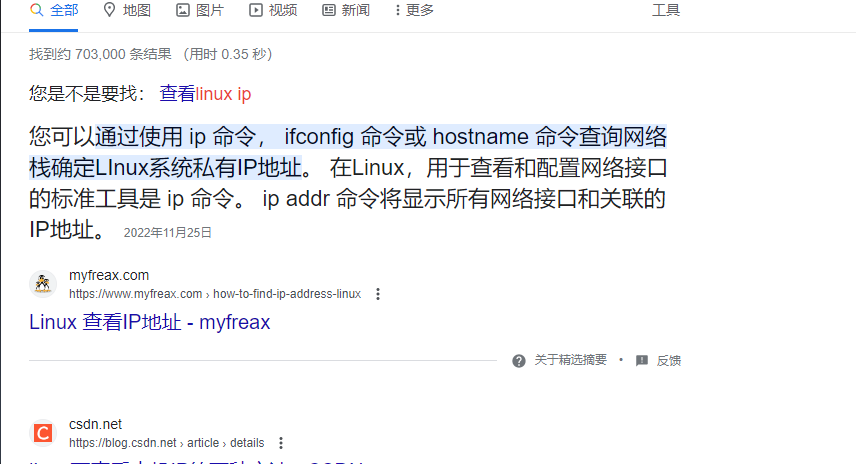 全部 地图 图片 视频 新闻 更多 工具
找到约 703,000 条结果 （用时 0.35 秒）
您是不是要找： 查看linux ip
您可以通过使用 ip 命令， ifconfig 命令或 hostname 命令查询网络
栈确定LInux系统私有IP地址。 在Linux，用于查看和配置网络接口
的标准工具是 ip 命令。 ip addr 命令将显示所有网络接口和关联的
IP地址。 2022年11月25日
myfreax.com
https://www.myfreax.com › how-to-find-ip-address-linux
Linux 查看IP地址 - myfreax
关于精选摘要 • 反馈
C
csdn.net
https://blog.csdn.net › article › details